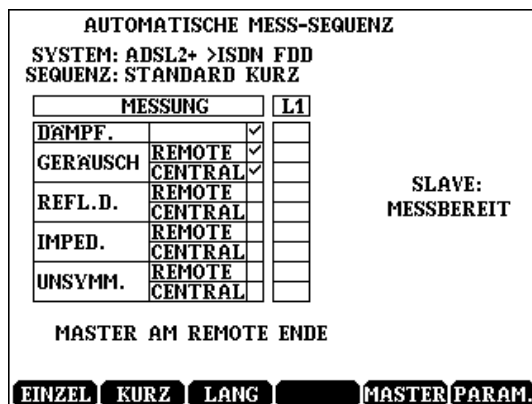 AUTOMATISCHE MESS-SEQUENZ
SYSTEM: ADSL2+ >ISDN FDD
SEQUENZ: STANDARD KURZ
MESSUNG L1
DÄMPF. ✓
GERÄUSCH REMOTE ✓
CENTRAL ✓
REFL.D. REMOTE
CENTRAL
IMPED. REMOTE
CENTRAL
UNSYMM. REMOTE
CENTRAL
SLAVE:
MESSBEREIT
MASTER AM REMOTE ENDE
EINZEL KURZ LANG MASTER PARAM